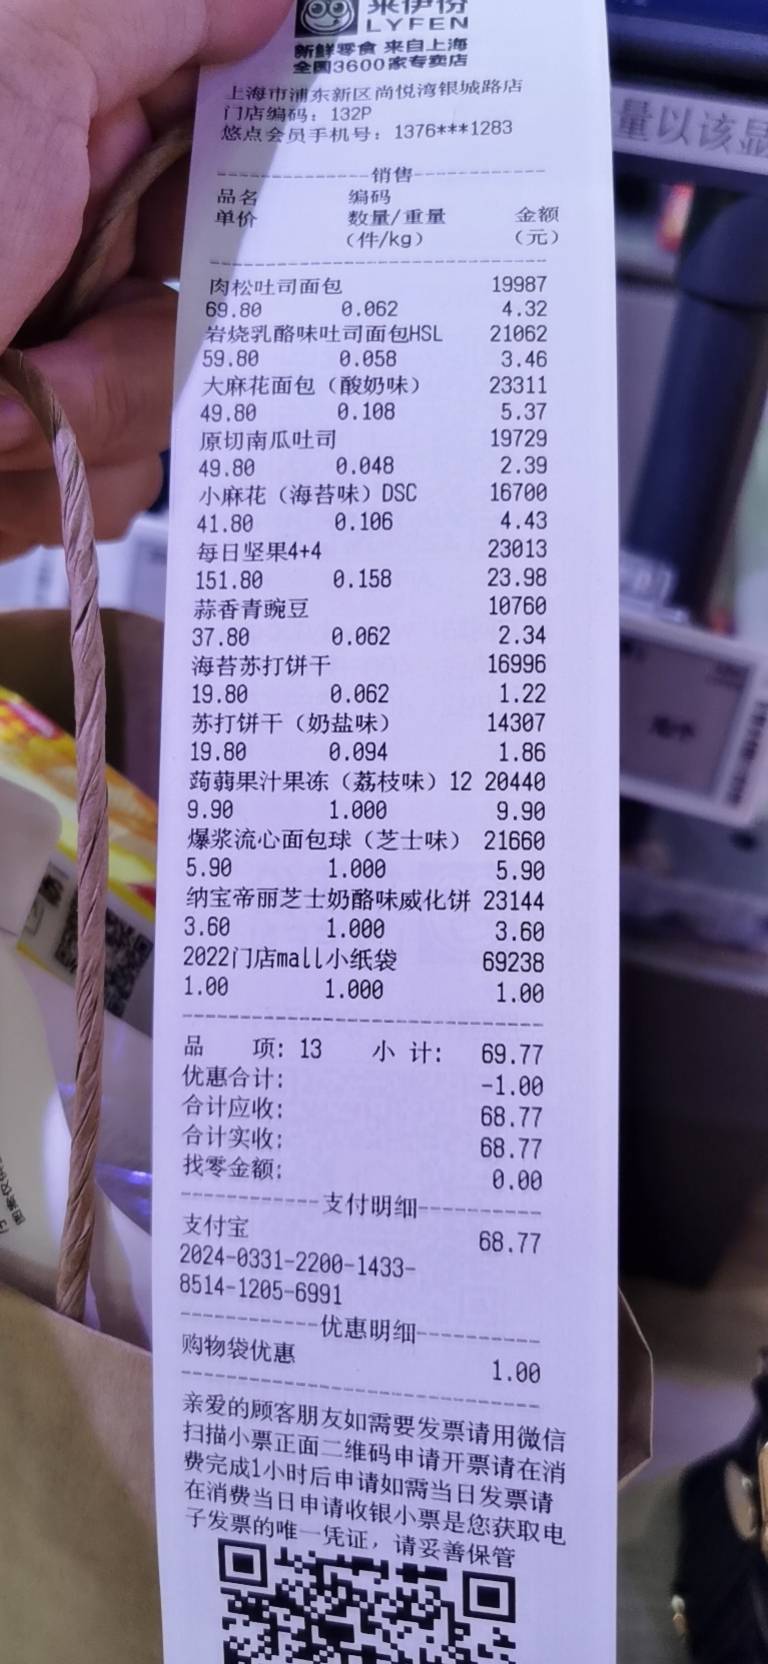 来伊份
LYFEN
新鲜零食 来自上海
全国3600家专卖店
上海市浦东新区尚悦湾银城路店
门店编码：132P
悠点会员手机号：1376***1283
--------------销售--------------
品名 编码
单价 数量/重量 金额
（件/kg） （元）
肉松吐司面包 19987
69.80 0.062 4.32
岩烧乳酪味吐司面包HSL 21062
59.80 0.058 3.46
大麻花面包（酸奶味） 23311
49.80 0.108 5.37
原切南瓜吐司 19729
49.80 0.048 2.39
小麻花（海苔味）DSC 16700
41.80 0.106 4.43
每日坚果4+4 23013
151.80 0.158 23.98
蒜香青豌豆 10760
37.80 0.062 2.34
海苔苏打饼干 16996
19.80 0.062 1.22
苏打饼干（奶盐味） 14307
19.80 0.094 1.86
蒟蒻果汁果冻（荔枝味）12 20440
9.90 1.000 9.90
爆浆流心面包球（芝士味） 21660
5.90 1.000 5.90
纳宝帝丽芝士奶酪味威化饼 23144
3.60 1.000 3.60
2022门店mall小纸袋 69238
1.00 1.000 1.00
品 项: 13 小 计: 69.77
优惠合计: -1.00
合计应收: 68.77
合计实收: 68.77
找零金额: 0.00
------------支付明细------------
支付宝 68.77
2024-0331-2200-1433-
8514-1205-6991
------------优惠明细------------
购物袋优惠 1.00
亲爱的顾客朋友如需要发票请用微信
扫描小票正面二维码申请开票请在消
费完成1小时后申请如需当日发票请
在消费当日申请收银小票是您获取电
子发票的唯一凭证，请妥善保管
量以该显